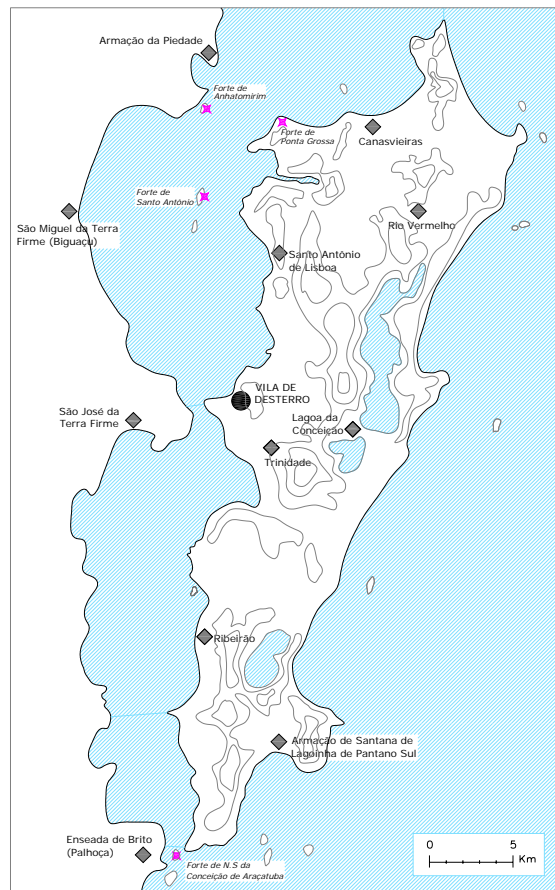 Armação da Piedade
Forte de
Anhatomirim
Forte de
Ponta Grossa
Canasvieiras
Forte de
Santo Antônio
São Miguel da Terra
Firme (Biguaçu)
Rio Vermelho
Santo Antônio
de Lisboa
VILA DE
DESTERRO
São José da
Terra Firme
Lagoa da
Conceição
Trinidade
Ribeirão
Armação de Santana de
Lagoinha de Pantano Sul
Enseada de Brito
(Palhoça)
Forte de N.S da
Conceição de Araçatuba
0 5
Km